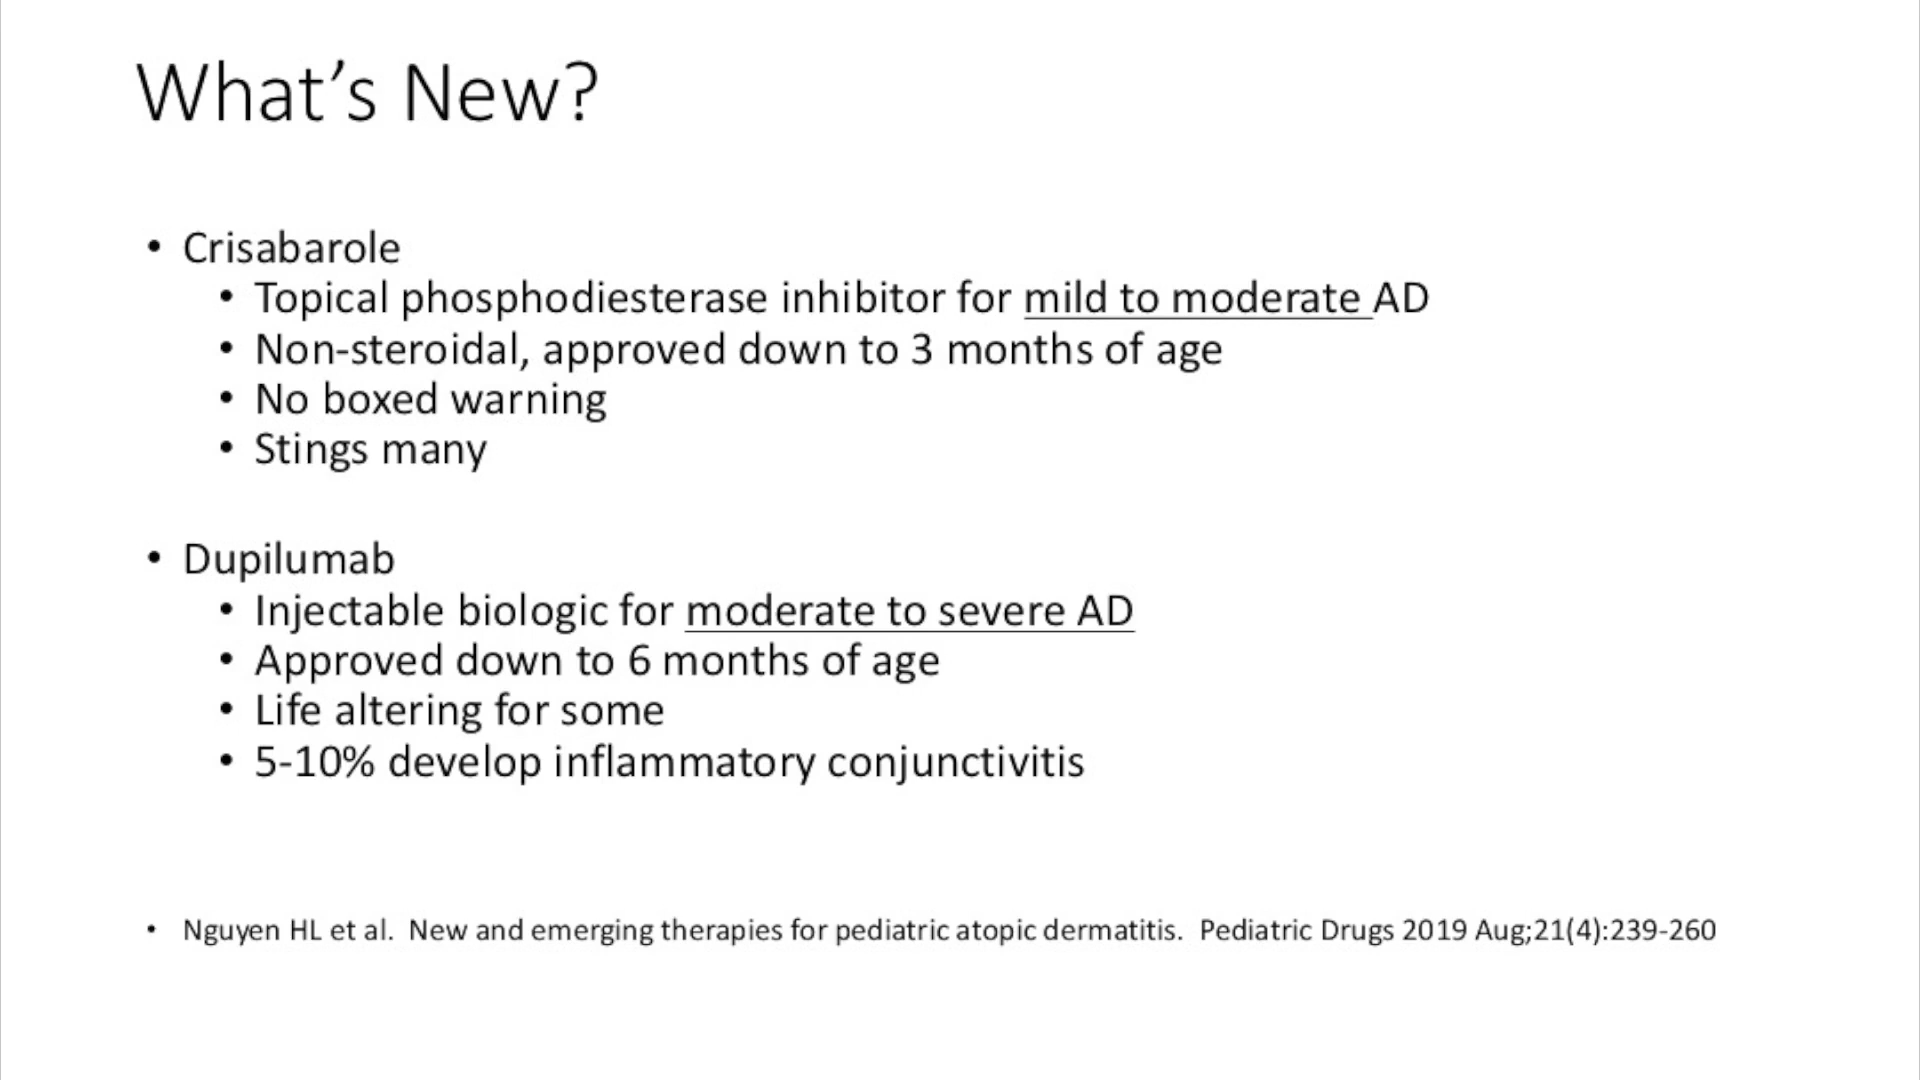 What's New?
• Crisabarole
• Topical phosphodiesterase inhibitor for mild to moderate AD
• Non-steroidal, approved down to 3 months of age
• No boxed warning
• Stings many
• Dupilumab
• Injectable biologic for moderate to severe AD
• Approved down to 6 months of age
• Life altering for some
• 5-10% develop inflammatory conjunctivitis
• Nguyen HL et al.  New and emerging therapies for pediatric atopic dermatitis.  Pediatric Drugs 2019 Aug;21(4):239-260